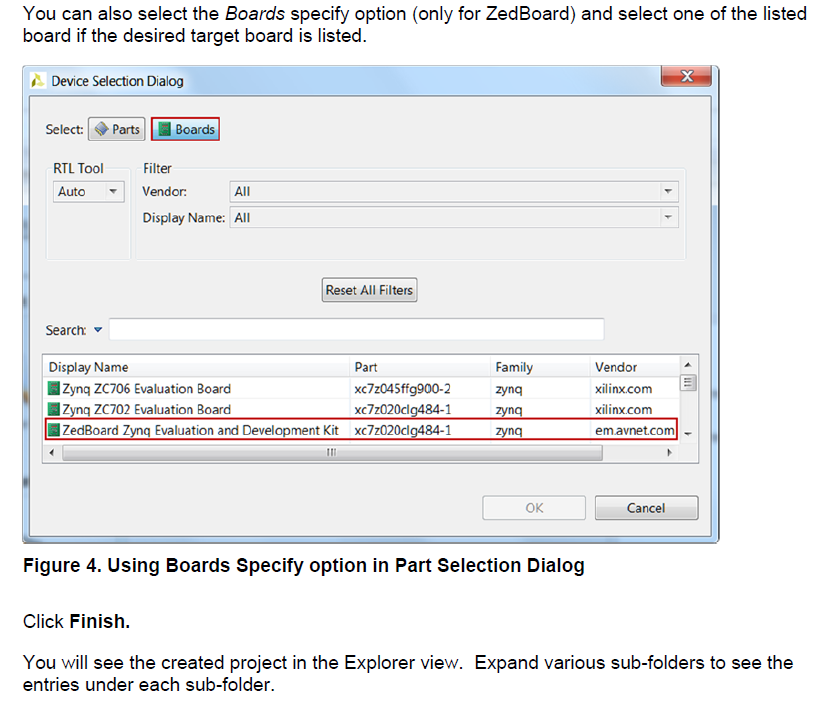 You can also select the Boards specify option (only for ZedBoard) and select one of the listed
board if the desired target board is listed.
Device Selection Dialog
Select: Parts Boards
RTL Tool Filter
Auto Vendor: All
Display Name: All
Reset All Filters
Search:
Display Name Part Family Vendor
Zynq ZC706 Evaluation Board xc7z045ffg900-2 zynq xilinx.com
Zynq ZC702 Evaluation Board xc7z020clg484-1 zynq xilinx.com
ZedBoard Zynq Evaluation and Development Kit xc7z020clg484-1 zynq em.avnet.com
OK Cancel
Figure 4. Using Boards Specify option in Part Selection Dialog
Click Finish.
You will see the created project in the Explorer view. Expand various sub-folders to see the
entries under each sub-folder.